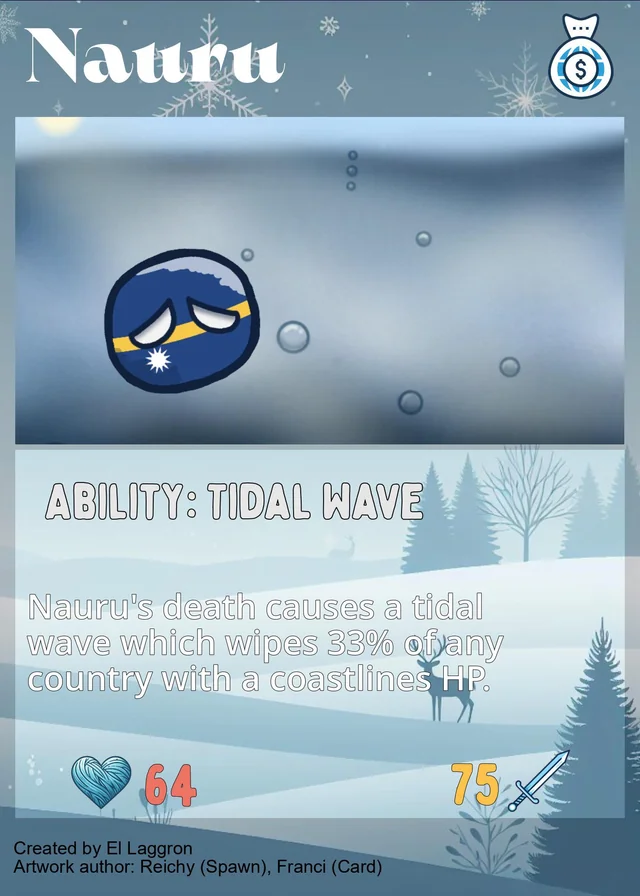 Nauru
$
ABILITY: TIDAL WAVE
Nauru's death causes a tidal
wave which wipes 33% of any
country with a coastlines HP.
64
75
Created by El Laggron
Artwork author: Reichy (Spawn), Franci (Card)